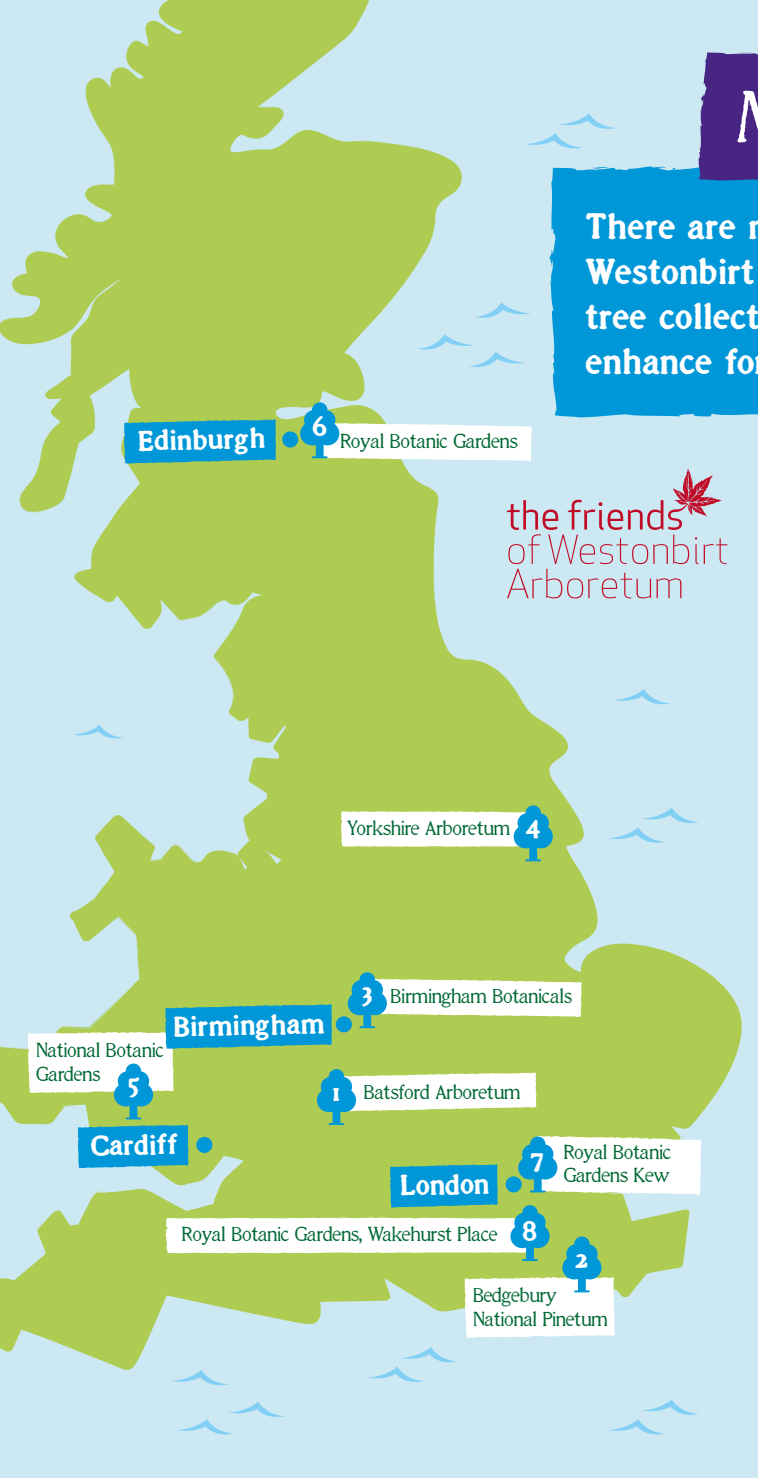 There are
Westonbirt
tree
enhance
Edinburgh
6
Royal Botanic Gardens
the friends
of Westonbirt
Arboretum
Yorkshire Arboretum
4
3
Birmingham Botanicals
Birmingham
National Botanic
Gardens
5
1
Batsford Arboretum
Cardiff
7
Royal Botanic
Gardens Kew
London
Royal Botanic Gardens, Wakehurst Place
8
2
Bedgebury
National Pinetum